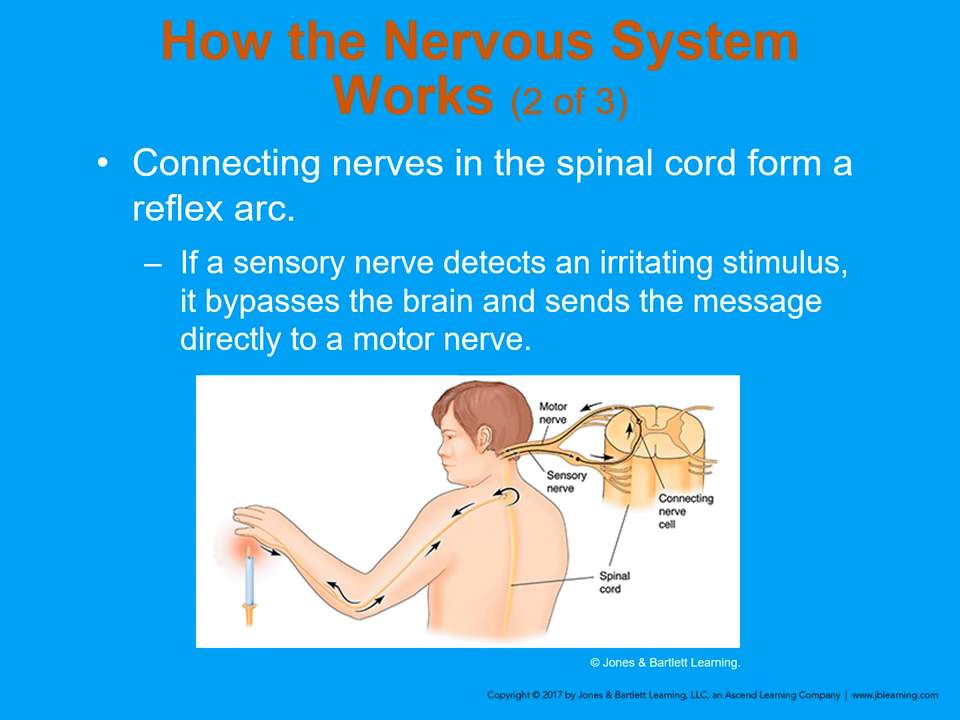 How the Nervous System
Works (2 of 3)
• Connecting nerves in the spinal cord form a
reflex arc.
– If a sensory nerve detects an irritating stimulus,
it bypasses the brain and sends the message
directly to a motor nerve.
Motor
nerve
Sensory
nerve
Connecting
nerve
cell
Spinal
cord
© Jones & Bartlett Learning.
Copyright © 2017 by Jones & Bartlett Learning, LLC, an Ascend Learning Company | www.jblearning.com